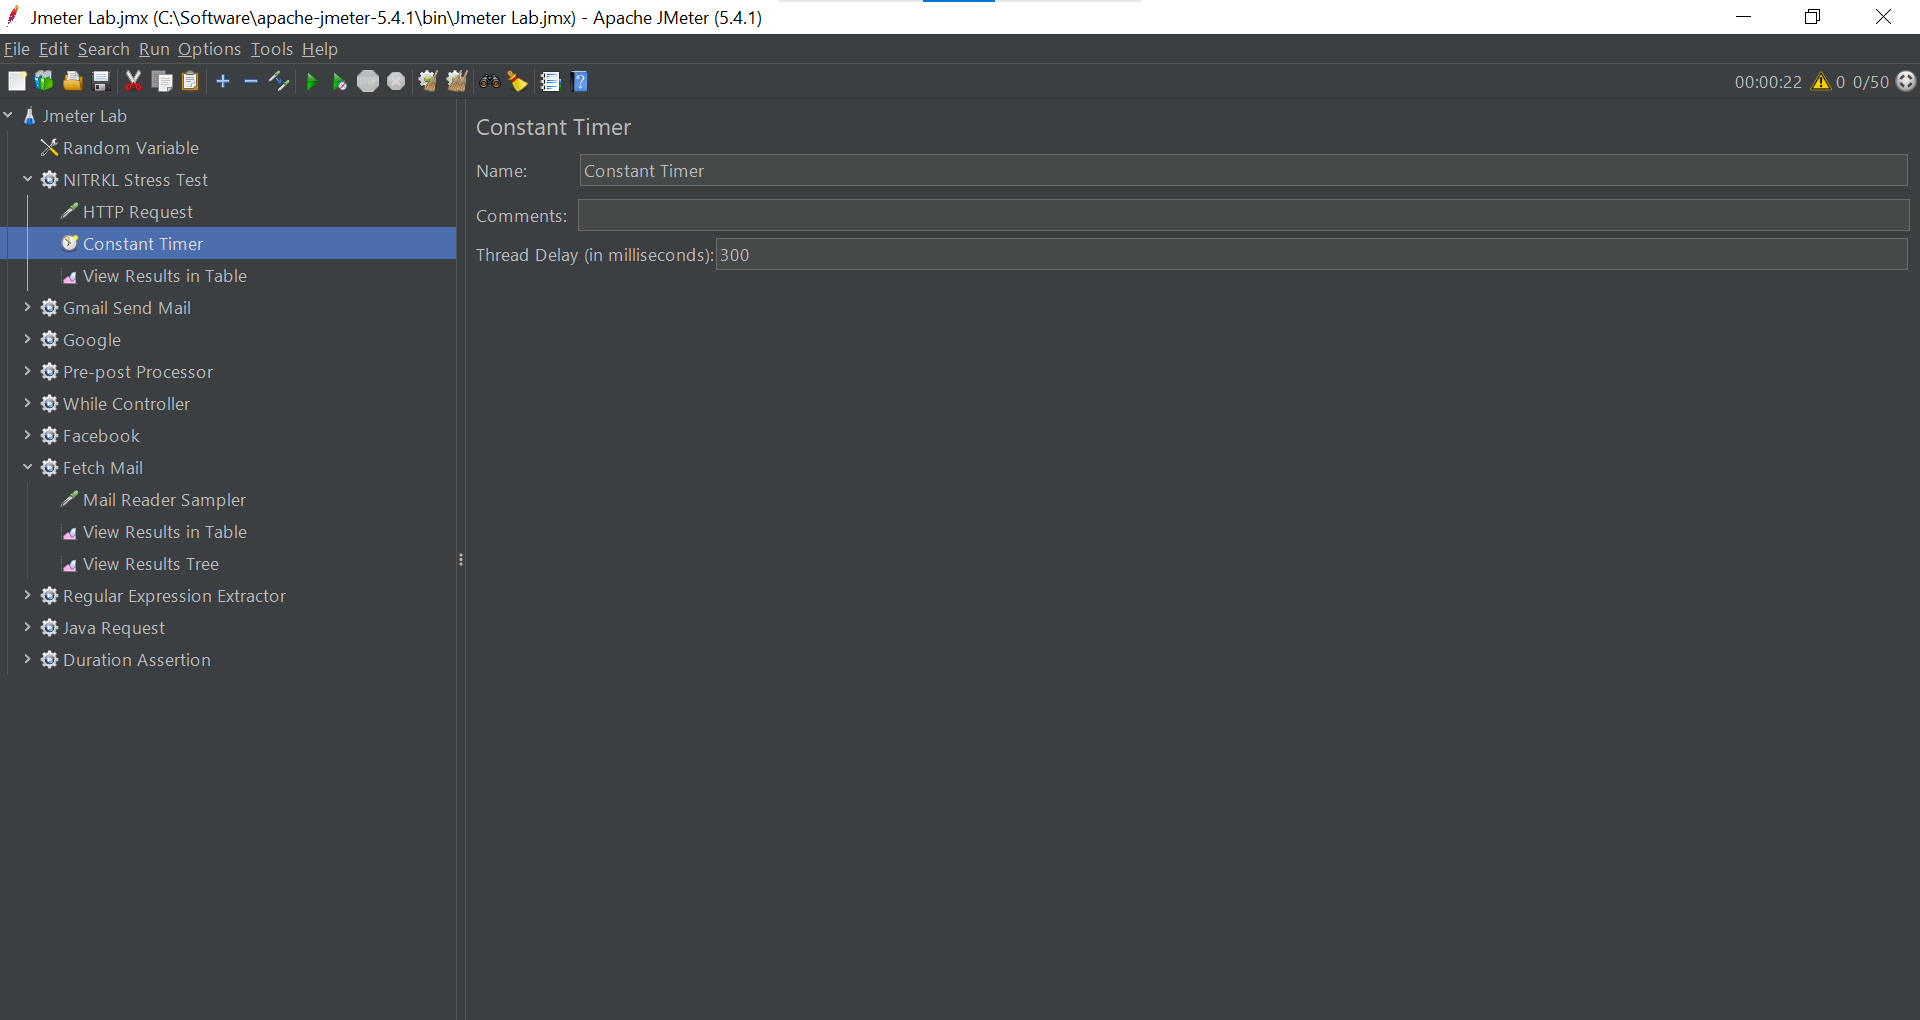 Jmeter Lab.jmx (C:\Software\apache-jmeter-5.4.1\bin\Jmeter Lab.jmx) - Apache JMeter (5.4.1)
File Edit Search Run Options Tools Help
00:00:22 0 0/50
Jmeter Lab
Random Variable
NITRKL Stress Test
HTTP Request
Constant Timer
View Results in Table
Gmail Send Mail
Google
Pre-post Processor
While Controller
Facebook
Fetch Mail
Mail Reader Sampler
View Results in Table
View Results Tree
Regular Expression Extractor
Java Request
Duration Assertion
Constant Timer
Name: Constant Timer
Comments:
Thread Delay (in milliseconds): 300